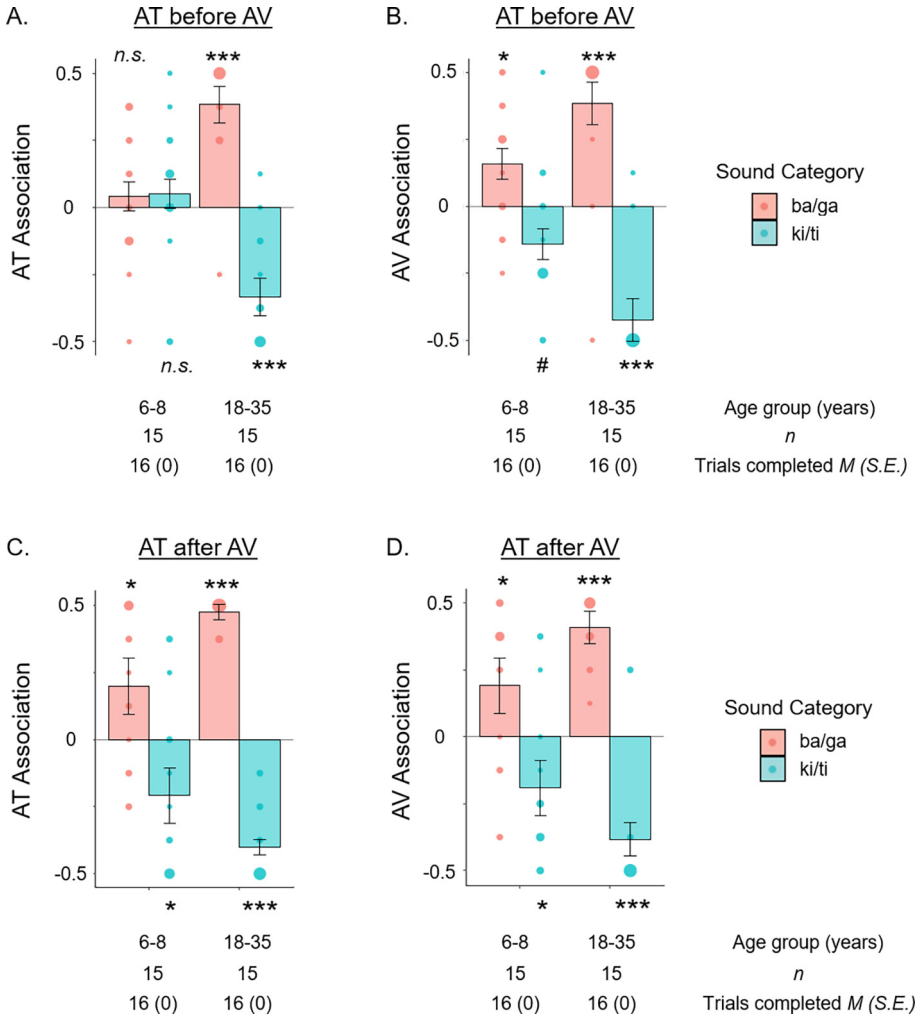 A.
AT before AV
n.s.
***
0.5
0
-0.5
AT Association
n.s.
***
6-8
18-35
15
15
16 (0)
16 (0)
B.
AT before AV
*
***
0.5
0
-0.5
AV Association
#
***
6-8
18-35
Age group (years)
15
15
n
16 (0)
16 (0)
Trials completed M (S.E.)
Sound Category
ba/ga
ki/ti
C.
AT after AV
*
***
0.5
0
-0.5
AT Association
*
***
6-8
18-35
15
15
16 (0)
16 (0)
D.
AT after AV
*
***
0.5
0
-0.5
AV Association
*
***
6-8
18-35
Age group (years)
15
15
n
16 (0)
16 (0)
Trials completed M (S.E.)
Sound Category
ba/ga
ki/ti